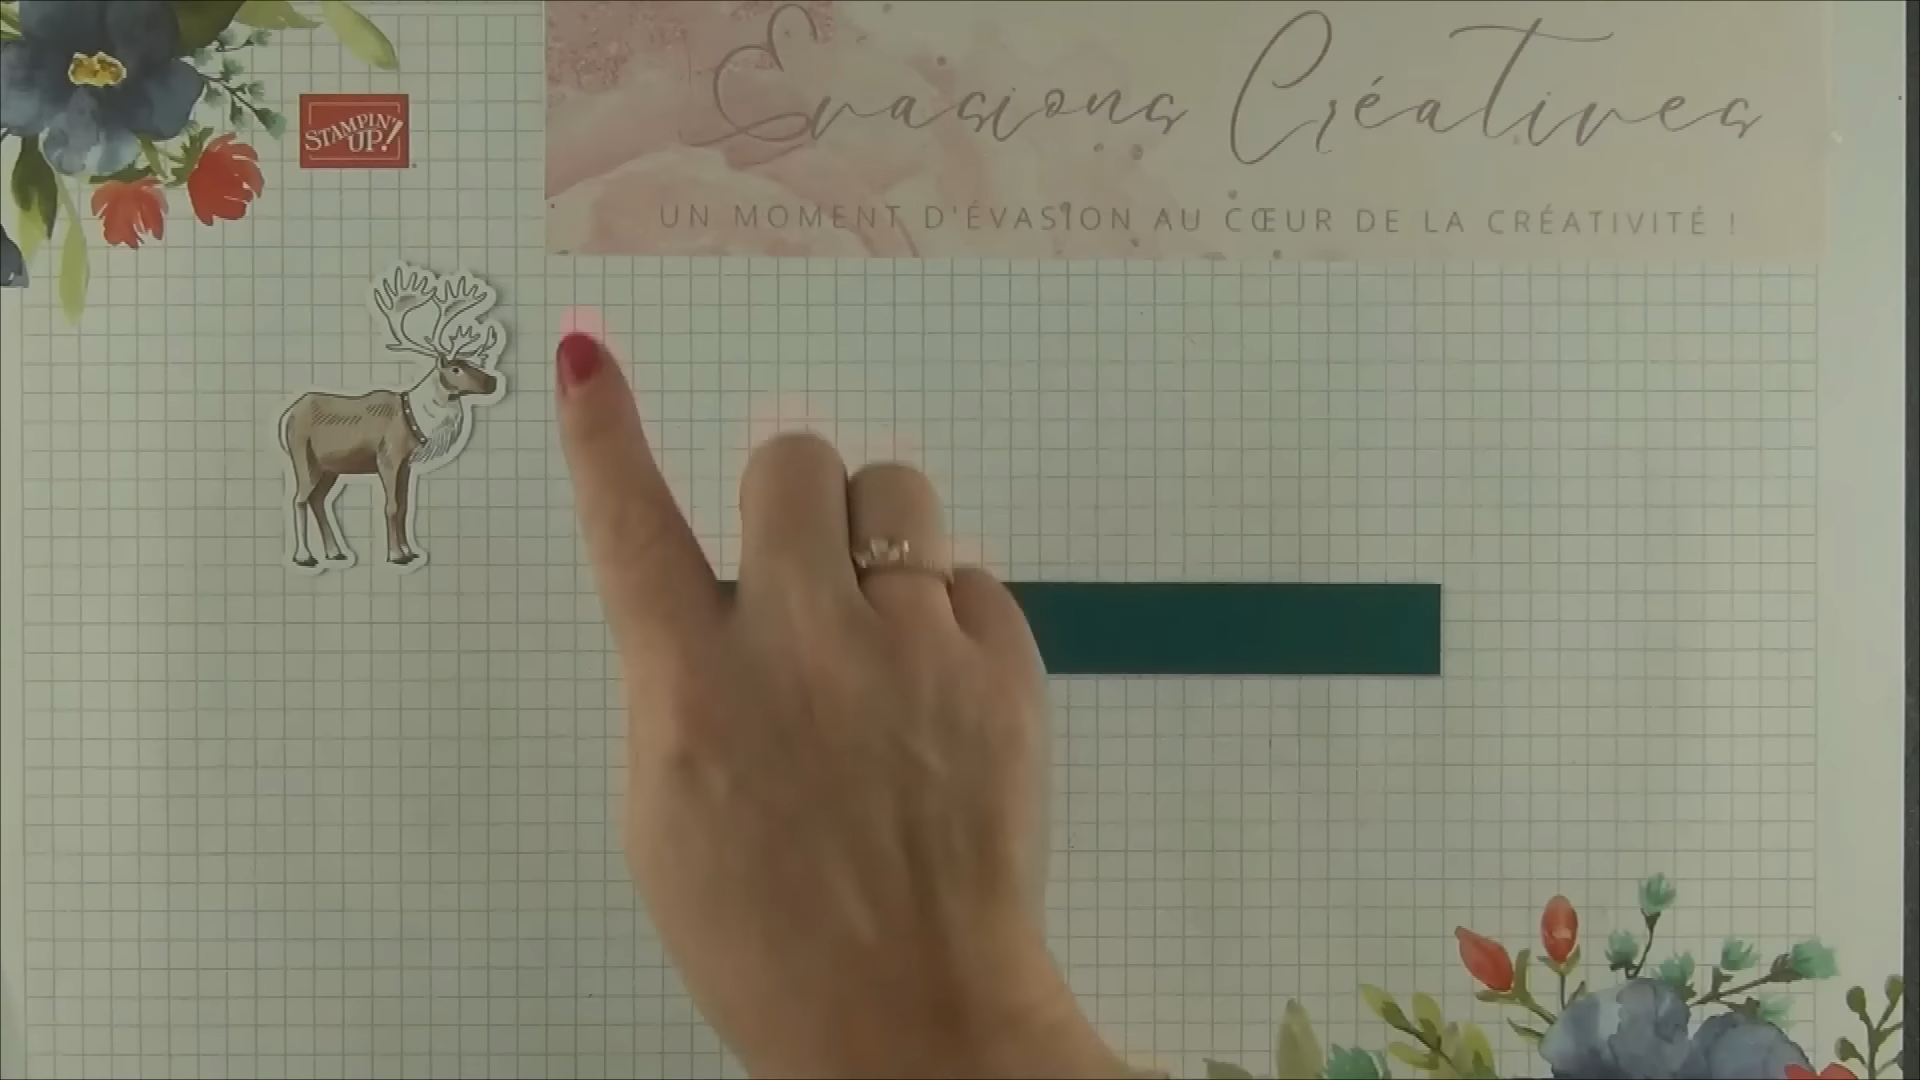 Evasions Créatives
STAMPIN' UP!
UN MOMENT D'ÉVASION AU CŒUR DE LA CRÉATIVITÉ !